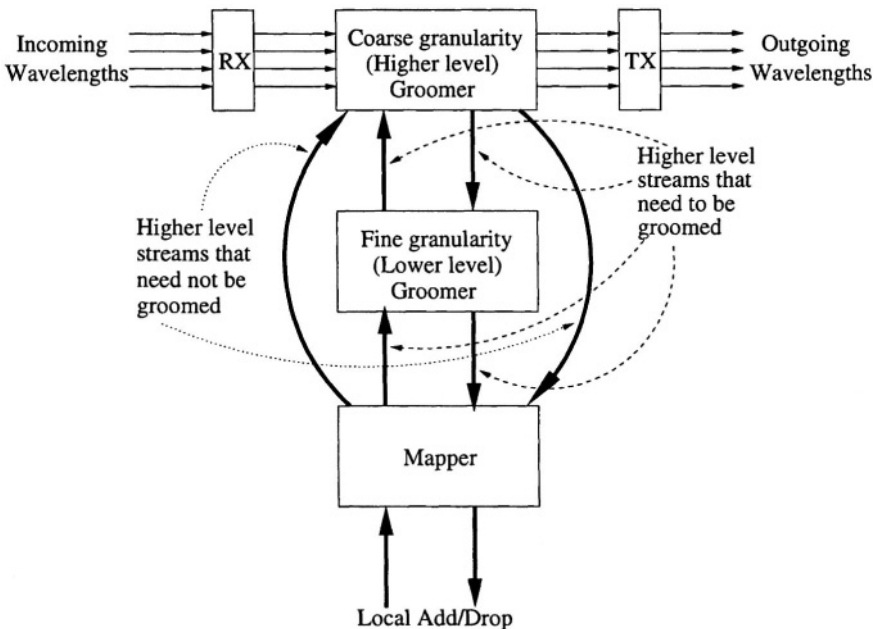 Incoming
Wavelengths
RX
Coarse granularity
(Higher level)
Groomer
TX
Outgoing
Wavelengths
Higher level
streams that
need to be
groomed
Higher level
streams that
need not be
groomed
Fine granularity
(Lower level)
Groomer
Mapper
Local Add/Drop